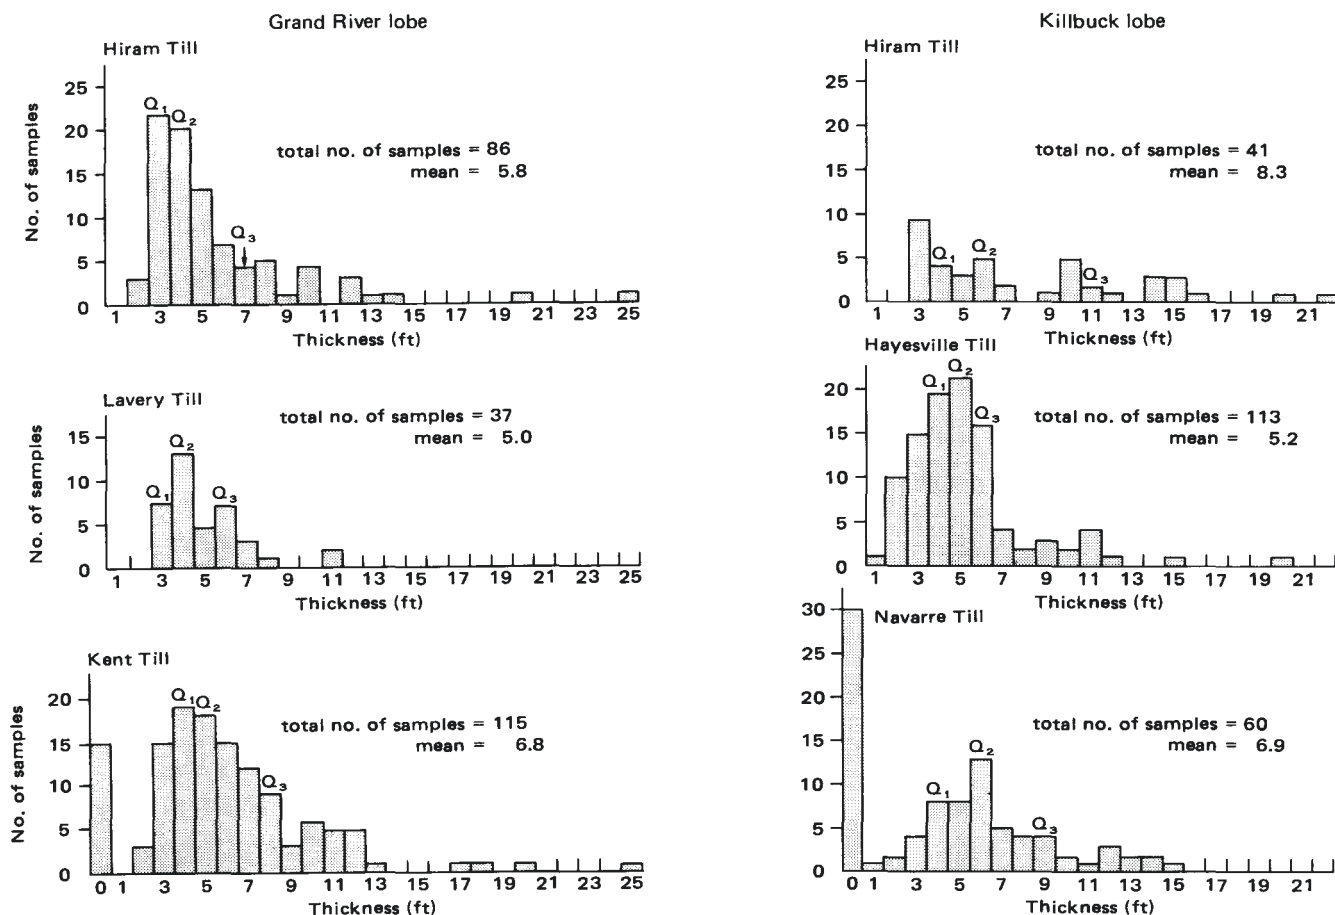 Grand River lobe
Hiram Till
No. of samples
25
20
15
10
5
0
Q₁ Q₂
Q₃
total no. of samples = 86
mean = 5.8
1 3 5 7 9 11 13 15 17 19 21 23 25
Thickness (ft)
Lavery Till
No. of samples
15
10
5
0
Q₁
Q₂
Q₃
total no. of samples = 37
mean = 5.0
1 3 5 7 9 11 13 15 17 19 21 23 25
Thickness (ft)
Kent Till
No. of samples
20
15
10
5
0
Q₁ Q₂
Q₃
total no. of samples = 115
mean = 6.8
0 1 3 5 7 9 11 13 15 17 19 21 23 25
Thickness (ft)
Killbuck lobe
Hiram Till
25
20
15
10
5
0
Q₁ Q₂
Q₃
total no. of samples = 41
mean = 8.3
1 3 5 7 9 11 13 15 17 19 21
Thickness (ft)
Hayesville Till
20
15
10
5
0
Q₁
Q₂
Q₃
total no. of samples = 113
mean = 5.2
1 3 5 7 9 11 13 15 17 19 21
Thickness (ft)
Navarre Till
30
25
20
15
10
5
0
Q₁
Q₂
Q₃
total no. of samples = 60
mean = 6.9
0 1 3 5 7 9 11 13 15 17 19 21
Thickness (ft)